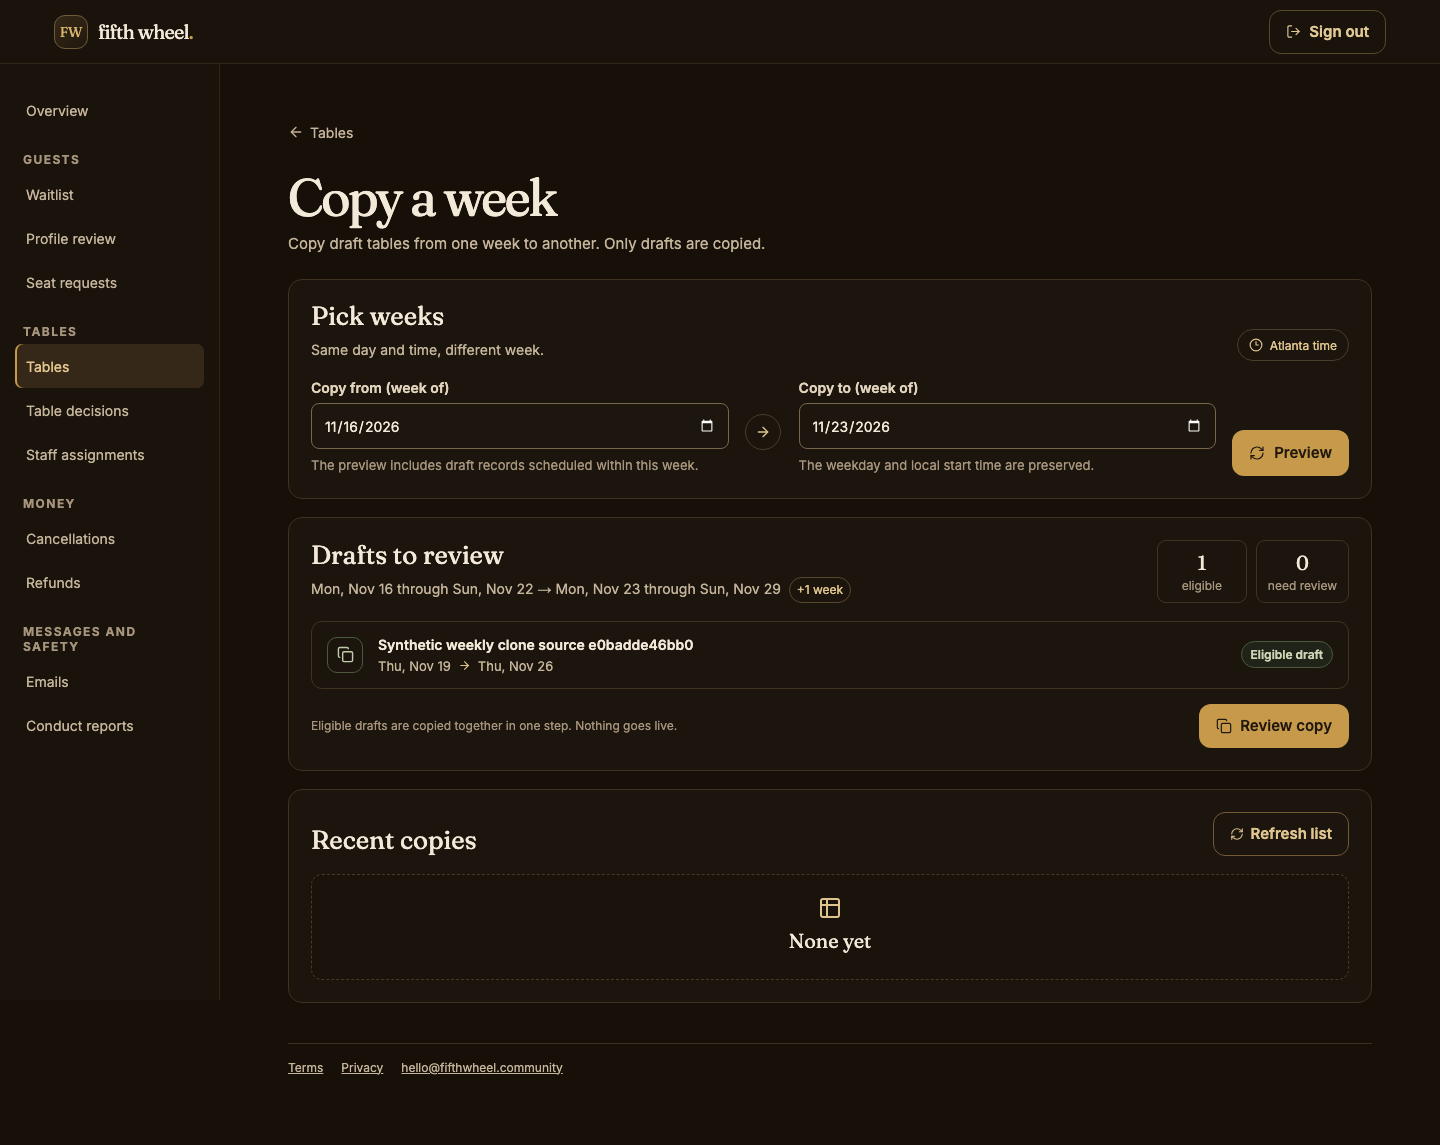 FW fifth wheel.
Sign out
Overview
GUESTS
Waitlist
Profile review
Seat requests
TABLES
Tables
Table decisions
Staff assignments
MONEY
Cancellations
Refunds
MESSAGES AND
SAFETY
Emails
Conduct reports
← Tables
Copy a week
Copy draft tables from one week to another. Only drafts are copied.
Pick weeks
Same day and time, different week.
Atlanta time
Copy from (week of)
11/16/2026
The preview includes draft records scheduled within this week.
→
Copy to (week of)
11/23/2026
The weekday and local start time are preserved.
Preview
Drafts to review
Mon, Nov 16 through Sun, Nov 22 → Mon, Nov 23 through Sun, Nov 29 +1 week
1
eligible
0
need review
Synthetic weekly clone source e0badde46bb0
Thu, Nov 19 → Thu, Nov 26
Eligible draft
Eligible drafts are copied together in one step. Nothing goes live.
Review copy
Recent copies
Refresh list
None yet
Terms Privacy hello@fifthwheel.community